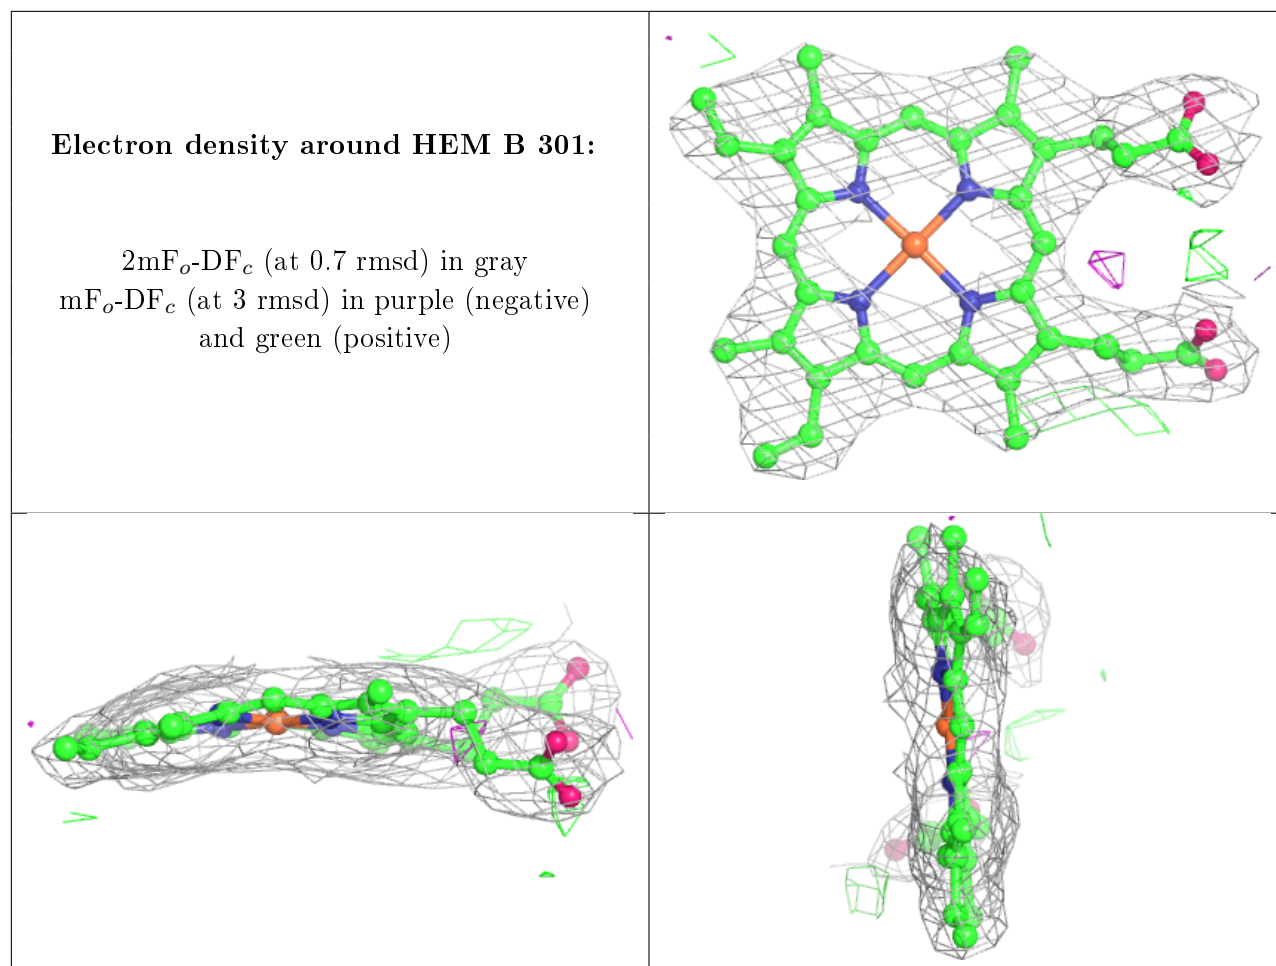 Electron density around HEM B 301:
2mFo-DFc (at 0.7 rmsd) in gray
mFo-DFc (at 3 rmsd) in purple (negative)
and green (positive)